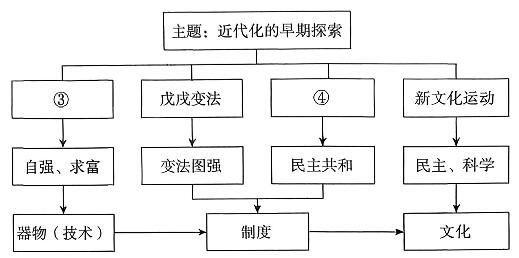 主题：近代化的早期探索
③
戊戌变法
④
新文化运动
自强、求富
变法图强
民主共和
民主、科学
器物（技术）
制度
文化